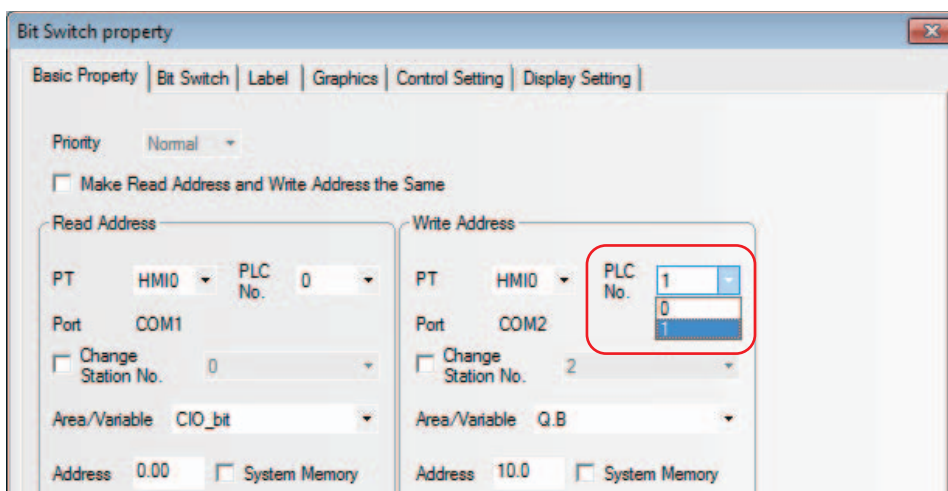 Bit Switch property
Basic Property Bit Switch Label Graphics Control Setting Display Setting
Priority Normal
Make Read Address and Write Address the Same
Read Address
PT HMI0 PLC No. 0
Port COM1
Change Station No. 0
Area/Variable CIO_bit
Address 0.00 System Memory
Write Address
PT HMI0 PLC No. 1
0
1
Port COM2
Change Station No. 2
Area/Variable Q.B
Address 10.0 System Memory